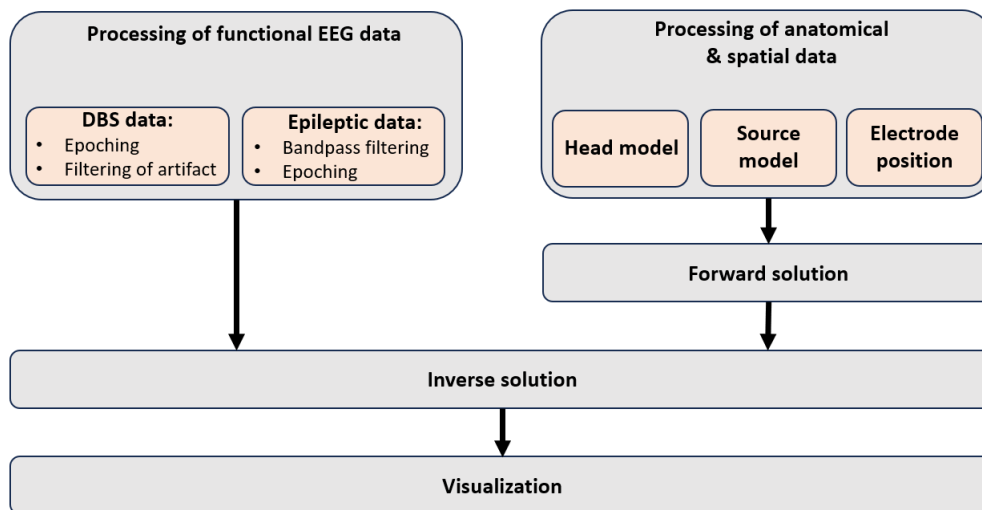 Processing of functional EEG data
DBS data:
• Epoching
• Filtering of artifact
Epileptic data:
• Bandpass filtering
• Epoching
Processing of anatomical
& spatial data
Head model
Source
model
Electrode
position
Forward solution
Inverse solution
Visualization